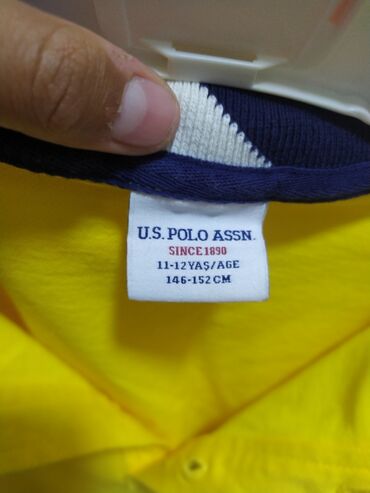 U.S. POLO ASSN.
SINCE 1890
11-12 YAŞ/AGE
146-152 CM